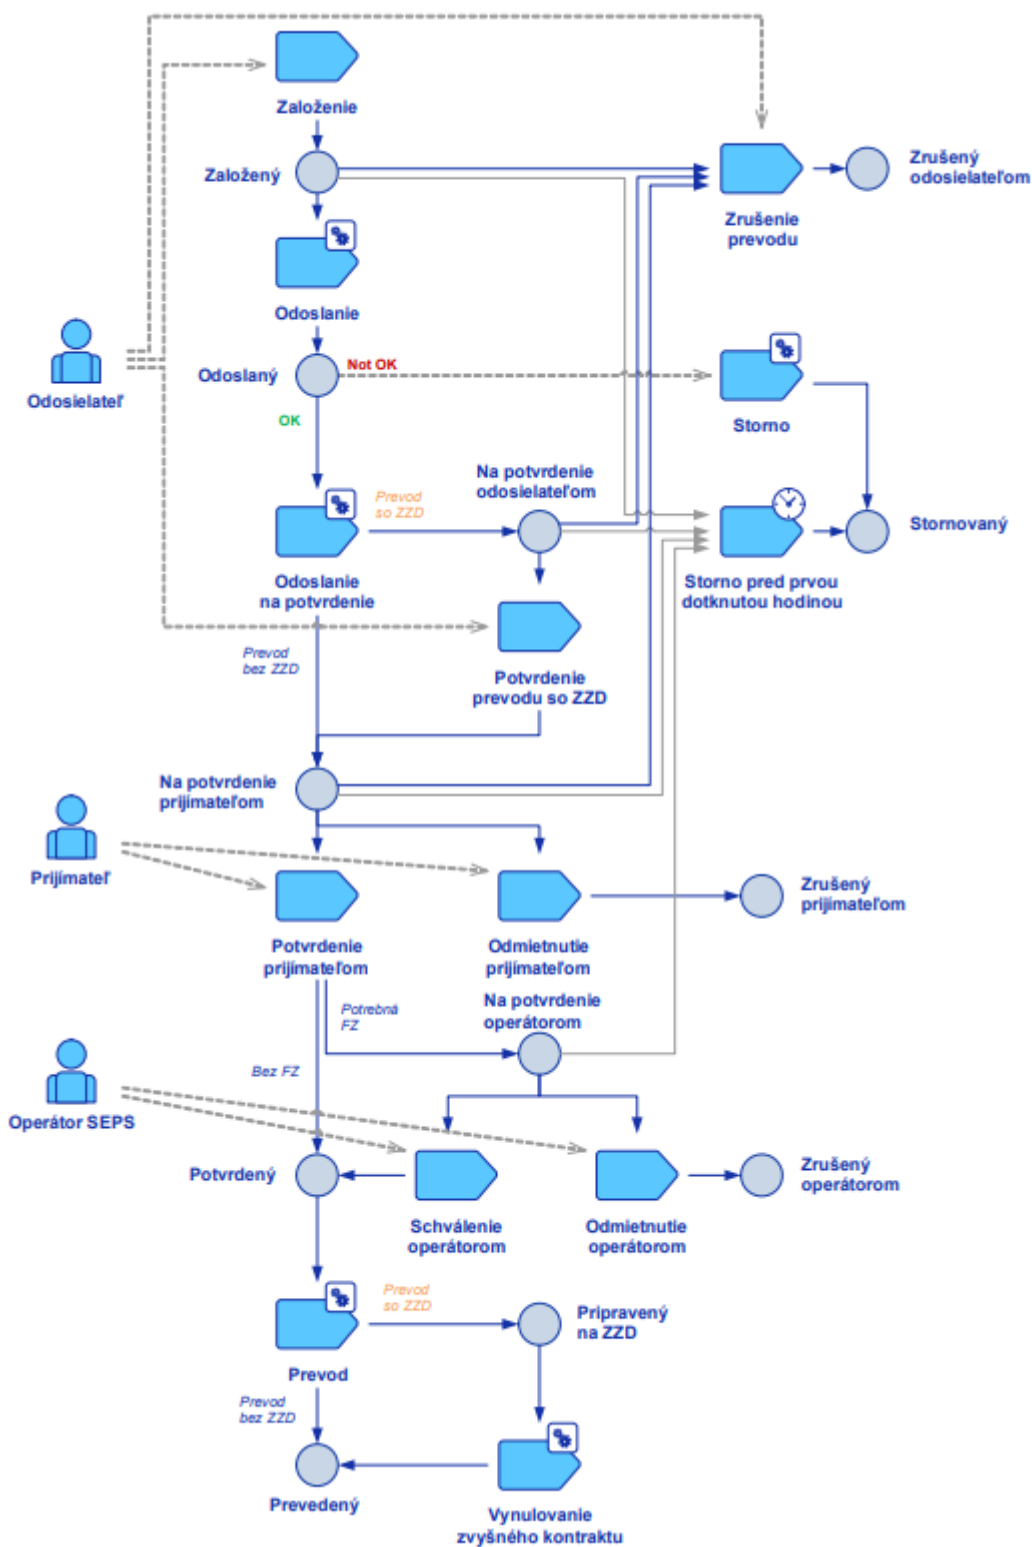 Založenie
Založený
Zrušený
odosielateľom
Zrušenie
prevodu
Odoslanie
Odosielateľ
Odoslaný
Not OK
OK
Storno
Na potvrdenie
odosielateľom
Prevod
so ZZD
Stornovaný
Odoslanie
na potvrdenie
Storno pred prvou
dotknutou hodinou
Prevod
bez ZZD
Potvrdenie
prevodu so ZZD
Na potvrdenie
prijímateľom
Prijímateľ
Zrušený
prijímateľom
Potvrdenie
prijímateľom
Odmietnutie
prijímateľom
Potrebná
FZ
Na potvrdenie
operátorom
Bez FZ
Operátor SEPS
Potvrdený
Zrušený
operátorom
Schválenie
operátorom
Odmietnutie
operátorom
Prevod
so ZZD
Pripravený
na ZZD
Prevod
Prevod
bez ZZD
Prevedený
Vynulovanie
zvyšného kontraktu